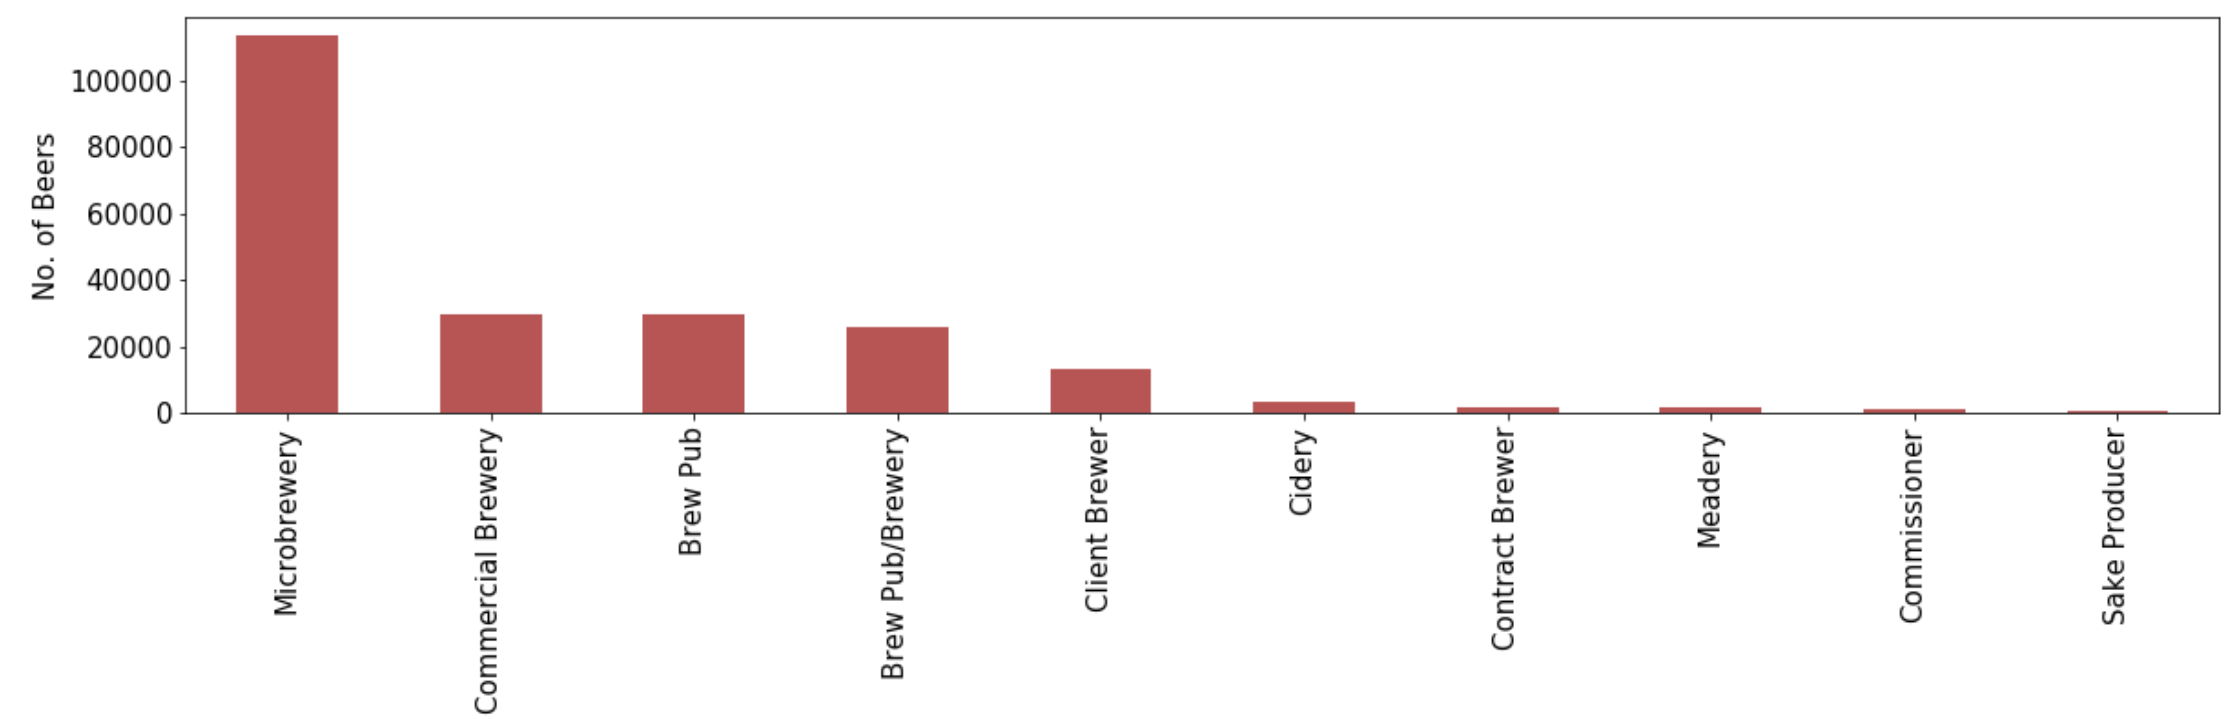 No. of Beers
100000
80000
60000
40000
20000
0
Microbrewery
Commercial Brewery
Brew Pub
Brew Pub/Brewery
Client Brewer
Cidery
Contract Brewer
Meadery
Commissioner
Sake Producer